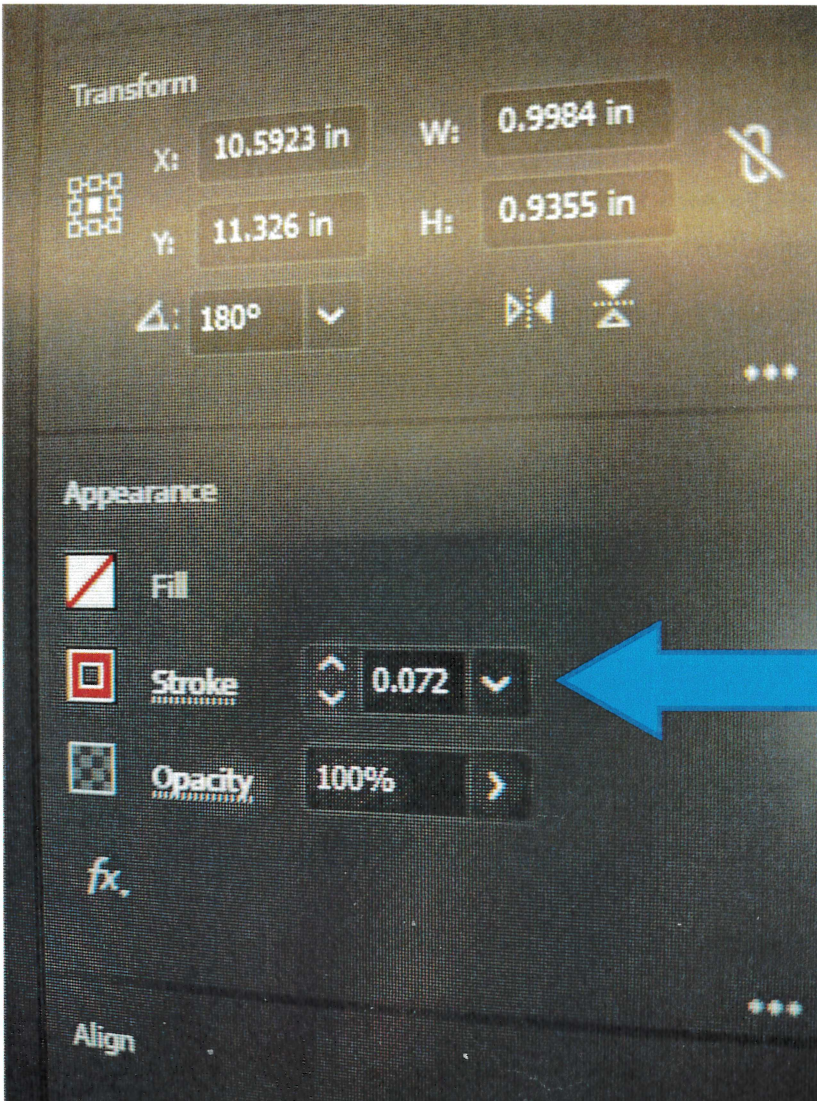 Transform
X: 10.5923 in W: 0.9984 in
Y: 11.326 in H: 0.9355 in
180°
Appearance
Fill
Stroke 0.072
Opacity 100%
fx
Align